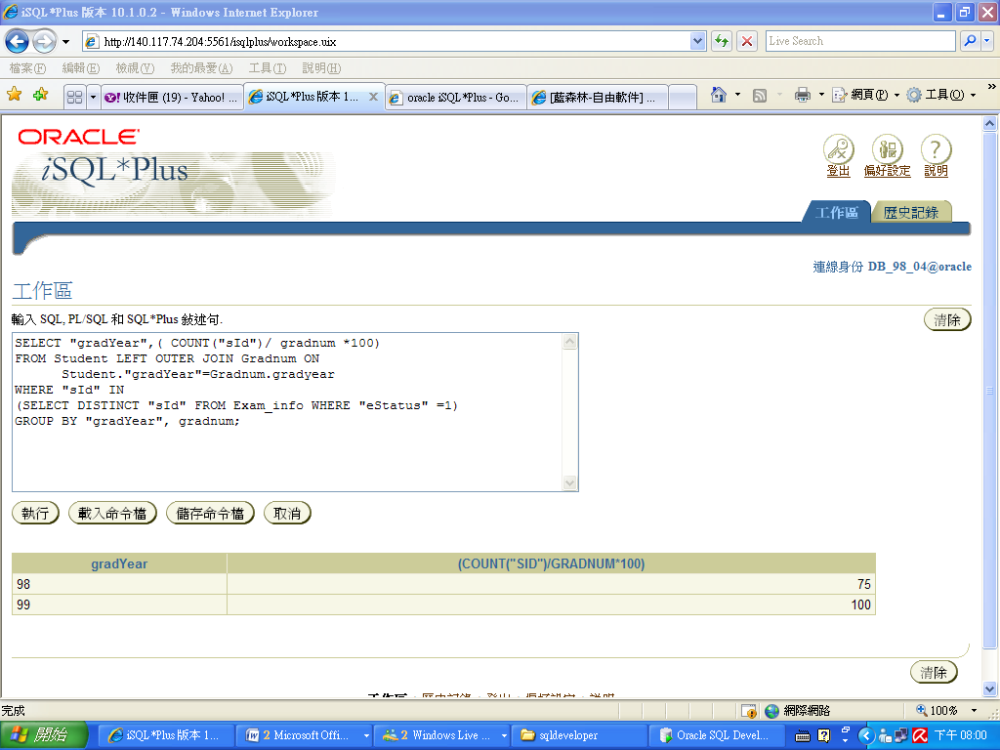 iSQL*Plus 版本 10.1.0.2 - Windows Internet Explorer
http://140.117.74.204:5561/isqlplus/workspace.uix
Live Search
檔案(F) 編輯(E) 檢視(V) 我的最愛(A) 工具(T) 說明(H)
收件匣 (19) - Yahoo! ... iSQL*Plus 版本 1... oracle iSQL*Plus - Go... [藍森林-自由軟件] ... 網頁(P) 工具(O) »
ORACLE
iSQL*Plus
登出 偏好設定 說明
工作區 歷史記錄
連線身份 DB_98_04@oracle
工作區
輸入 SQL, PL/SQL 和 SQL*Plus 敍述句.
清除
SELECT "gradYear",( COUNT("sId")/ gradnum *100)
FROM Student LEFT OUTER JOIN Gradnum ON
Student."gradYear"=Gradnum.gradyear
WHERE "sId" IN
(SELECT DISTINCT "sId" FROM Exam_info WHERE "eStatus" =1)
GROUP BY "gradYear", gradnum;
執行 載入命令檔 儲存命令檔 取消
gradYear (COUNT("SID")/GRADNUM*100)
98 75
99 100
清除
工作區 歷史記錄 登出 偏好設定 說明
完成 網際網路 100%
開始 iSQL*Plus 版本 1... 2 Microsoft Offi... 2 Windows Live ... sqldeveloper Oracle SQL Devel... 下午 08:00